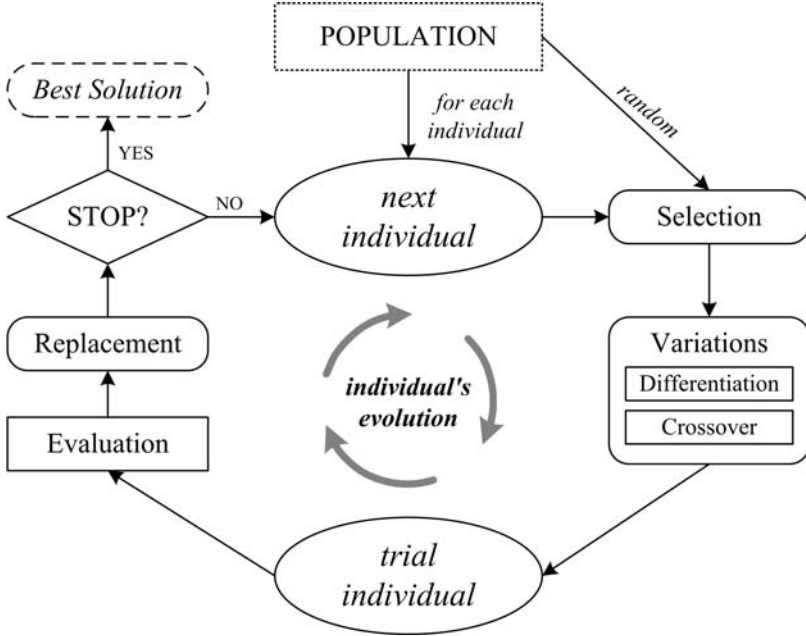 POPULATION
Best Solution
for each
individual
random
YES
STOP?
NO
next
individual
Selection
Replacement
Variations
Differentiation
Crossover
individual's
evolution
Evaluation
trial
individual